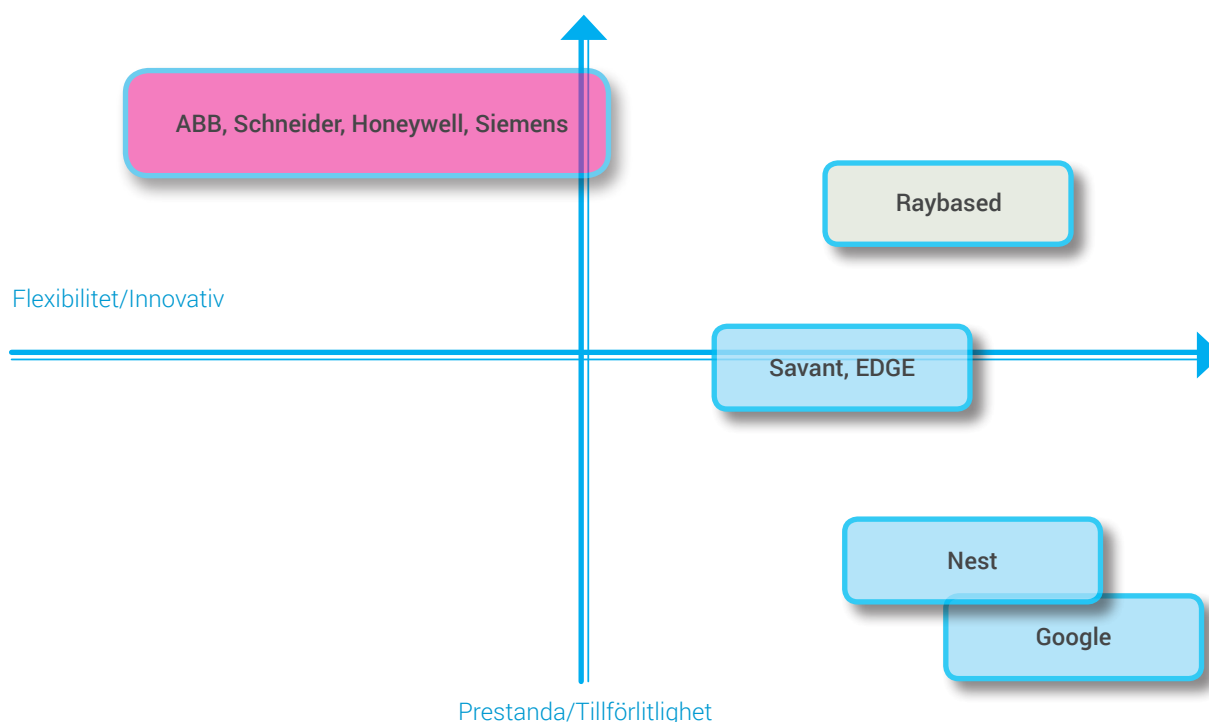 ABB, Schneider, Honeywell, Siemens
Raybased
Flexibilitet/Innovativ
Savant, EDGE
Nest
Google
Prestanda/Tillförlitlighet